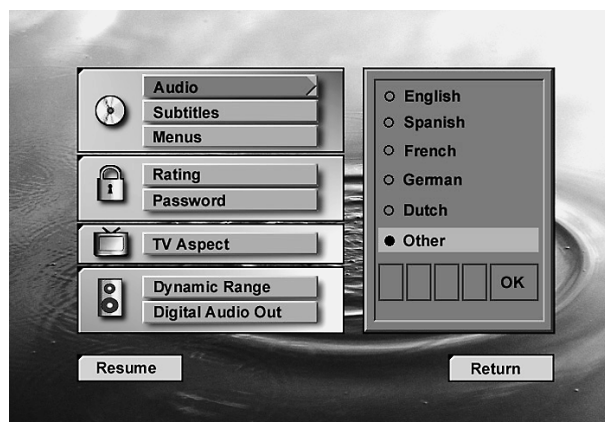 Audio
Subtitles
Menus
Rating
Password
TV Aspect
Dynamic Range
Digital Audio Out
English
Spanish
French
German
Dutch
Other
OK
Resume
Return